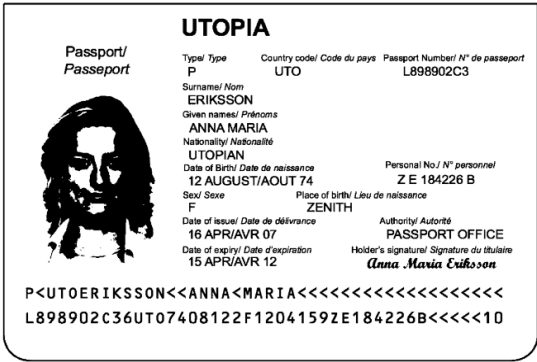 UTOPIA
Passport/
Passeport
Type/ Type Country code/ Code du pays Passport Number/ N° de passeport
P UTO L898902C3
Surname/ Nom
ERIKSSON
Given names/ Prénoms
ANNA MARIA
Nationality/ Nationalité
UTOPIAN
Date of Birth/ Date de naissance Personal No./ N° personnel
12 AUGUST/AOUT 74 Z E 184226 B
Sex/ Sexe Place of birth/ Lieu de naissance
F ZENITH
Date of issue/ Date de délivrance Authority/ Autorité
16 APR/AVR 07 PASSPORT OFFICE
Date of expiry/ Date d'expiration Holder's signature/ Signature du titulaire
15 APR/AVR 12 Anna Maria Eriksson
P<UTOERIKSSON<<ANNA<MARIA<<<<<<<<<<<<<<<<<<<
L898902C36UTO7408122F1204159ZE184226B<<<<<10